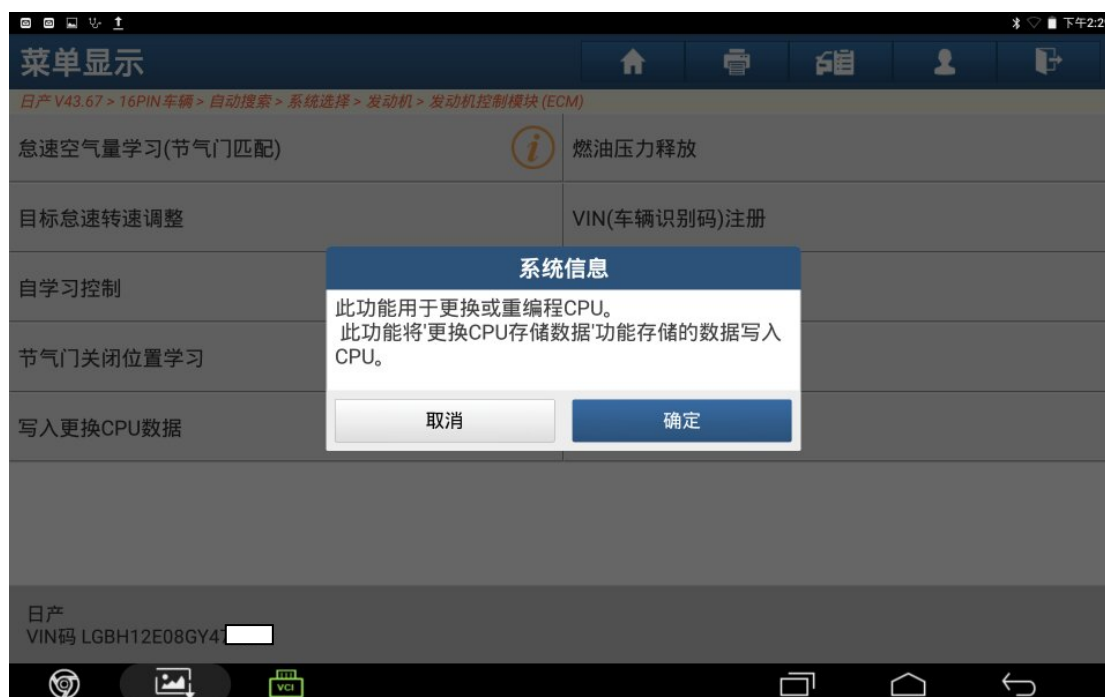 下午2:2
菜单显示
日产 V43.67 > 16PIN车辆 > 自动搜索 > 系统选择 > 发动机 > 发动机控制模块 (ECM)
怠速空气量学习(节气门匹配)
燃油压力释放
目标怠速转速调整
VIN(车辆识别码)注册
自学习控制
节气门关闭位置学习
写入更换CPU数据
系统信息
此功能用于更换或重编程CPU。
此功能将'更换CPU存储数据'功能存储的数据写入
CPU。
取消
确定
日产
VIN码 LGBH12E08GY47
VCI